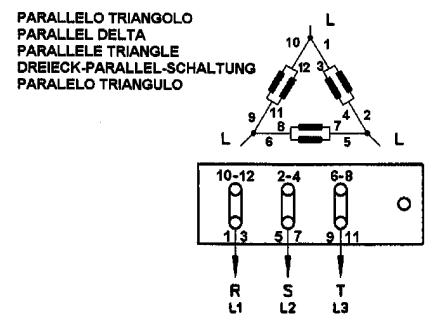 PARALLELO TRIANGOLO
PARALLEL DELTA
PARALLELE TRIANGLE
DREIECK-PARALLEL-SCHALTUNG
PARALELO TRIANGULO
L
10 1
12 3
11 4
9 2
8 7
L 6 5 L
10-12 2-4 6-8
1 3 5 7 9 11
R S T
L1 L2 L3